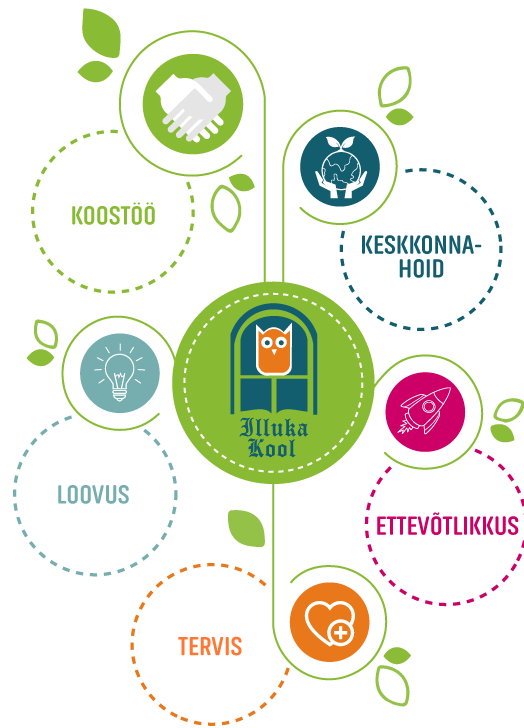 KOOSTÖÖ
KESKKONNA-
HOID
Illuka
Kool
LOOVUS
ETTEVÕTLIKKUS
TERVIS